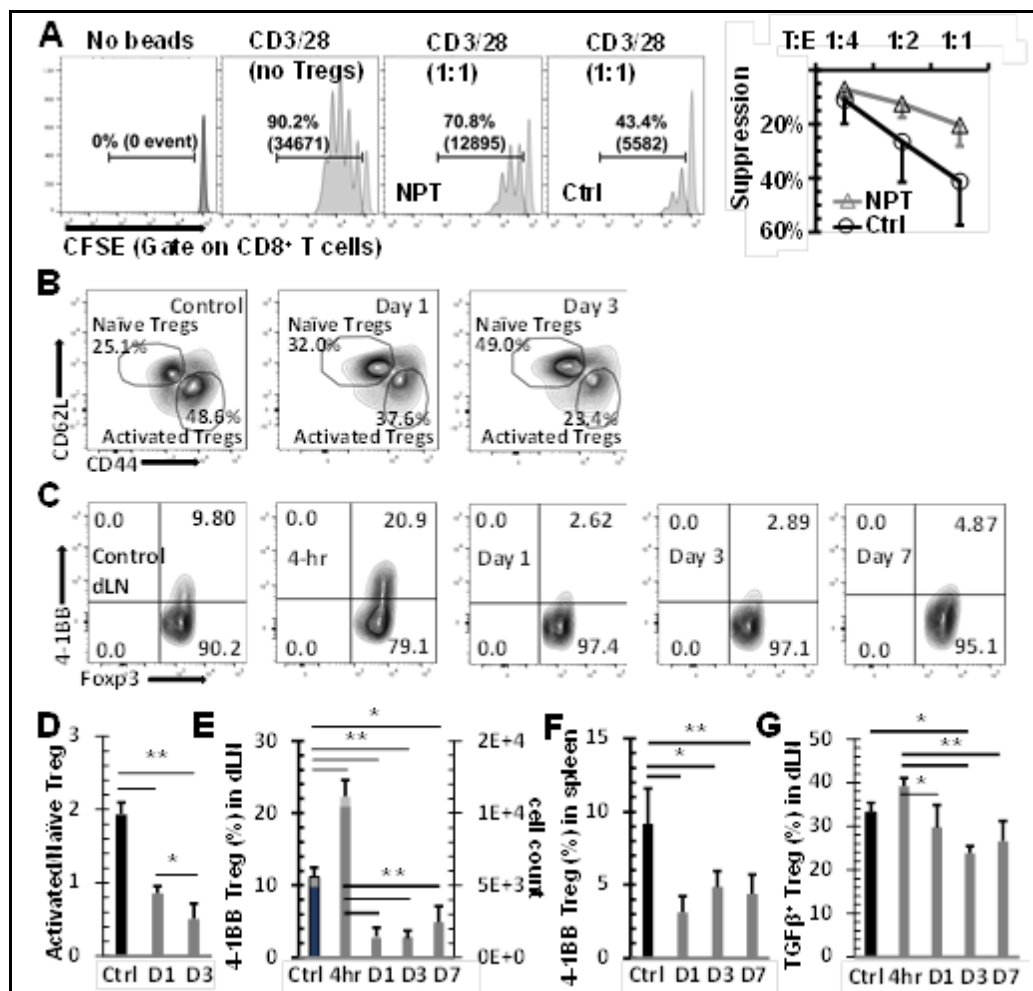 A
No beads
CD3/28
(no Tregs)
CD3/28
(1:1)
CD3/28
(1:1)
0% (0 event)
90.2%
(34671)
70.8%
(12895)
43.4%
(5582)
NPT
Ctrl
CFSE (Gate on CD8⁺ T cells)
T:E 1:4 1:2 1:1
Suppression
20%
40%
60%
NPT
Ctrl
B
Control
Naïve Tregs
25.1%
48.6%
Activated Tregs
Day 1
Naïve Tregs
32.0%
37.6%
Activated Tregs
Day 3
Naïve Tregs
49.0%
23.4%
Activated Tregs
CD62L
CD44
C
0.0 9.80
Control
dLN
0.0 90.2
0.0 20.9
4-hr
0.0 79.1
0.0 2.62
Day 1
0.0 97.4
0.0 2.89
Day 3
0.0 97.1
0.0 4.87
Day 7
0.0 95.1
4-1BB
Foxp3
D
Activated/Naïve Treg
3
2
1
0
**
*
Ctrl D1 D3
E
4-1BB Treg (%) in dLN
30
20
10
0
*
**
**
2E+4
1E+4
5E+3
0E+0
cell count
Ctrl 4hr D1 D3 D7
F
4-1BB Treg (%) in spleen
15
10
5
0
**
*
Ctrl D1 D3 D7
G
TGFβ⁺ Treg (%) in dLN
50
40
30
20
10
0
*
**
*
Ctrl 4hr D1 D3 D7